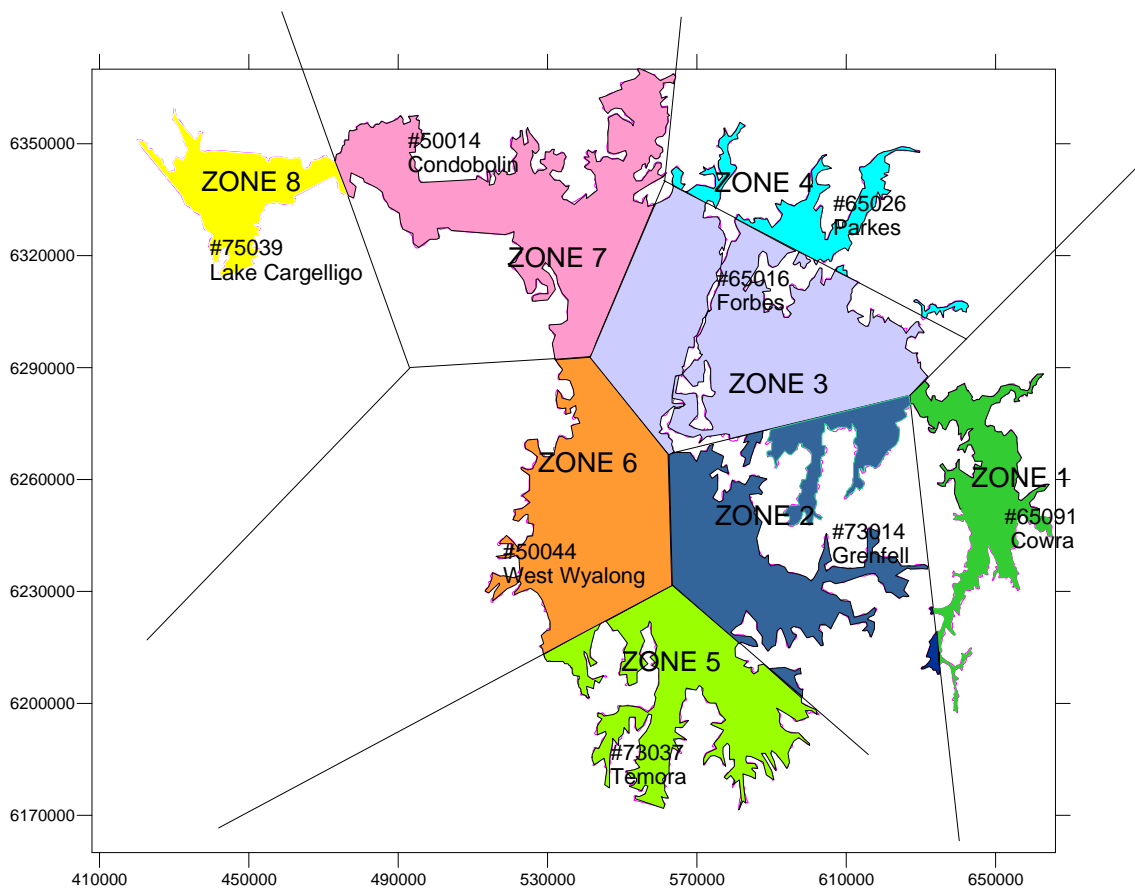 6350000
6320000
6290000
6260000
6230000
6200000
6170000
#50014
Condobolin
ZONE 8
ZONE 4
#65026
Parkes
#75039
Lake Cargelligo
ZONE 7
#65016
Forbes
ZONE 3
ZONE 6
ZONE 1
ZONE 2
#65091
Cowra
#73014
Grenfell
#50044
West Wyalong
ZONE 5
#73037
Temora
410000 450000 490000 530000 570000 610000 650000